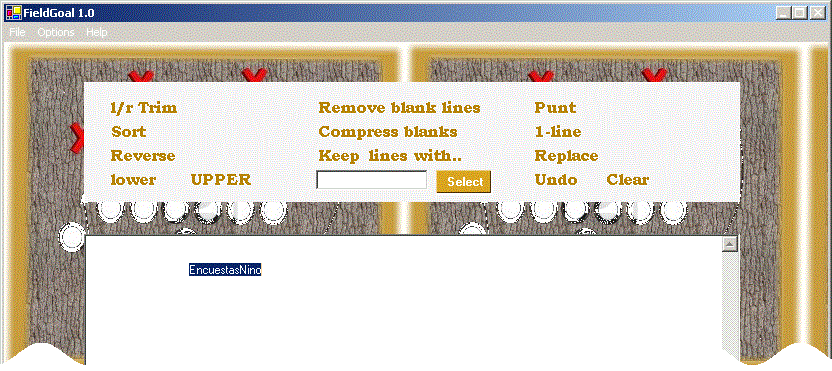 FieldGoal 1.0
File Options Help
l/r Trim Remove blank lines Punt
Sort Compress blanks 1-line
Reverse Keep lines with.. Replace
lower UPPER Select Undo Clear
EncuestasNino